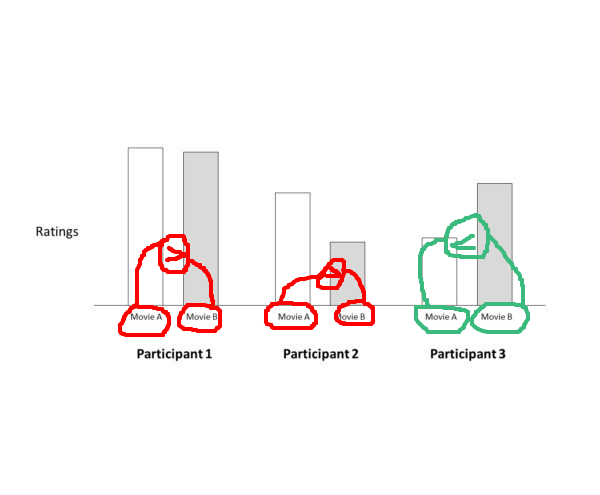 Ratings
> > <
Movie A Movie B Movie A Movie B Movie A Movie B
Participant 1 Participant 2 Participant 3